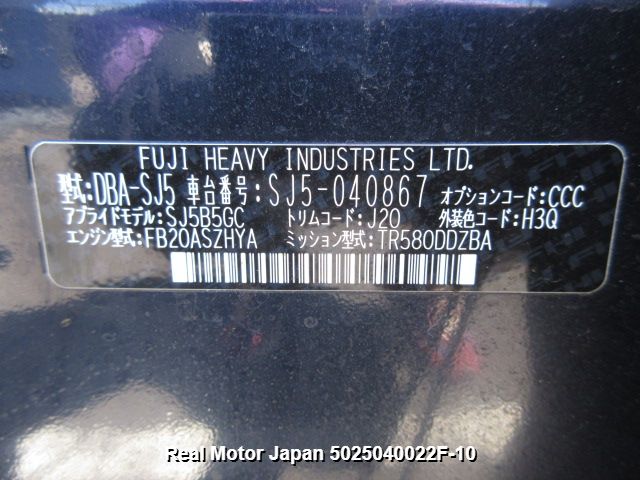 FUJI HEAVY INDUSTRIES LTD.
型式:DBA-SJ5 車台番号:SJ5-040867 オプションコード:CCC
アプライドモデル:SJ5B5GC トリムコード:J20 外装色コード:H3Q
エンジン型式:FB20ASZHYA ミッション型式:TR580DDZBA
Real Motor Japan 5025040022F-10